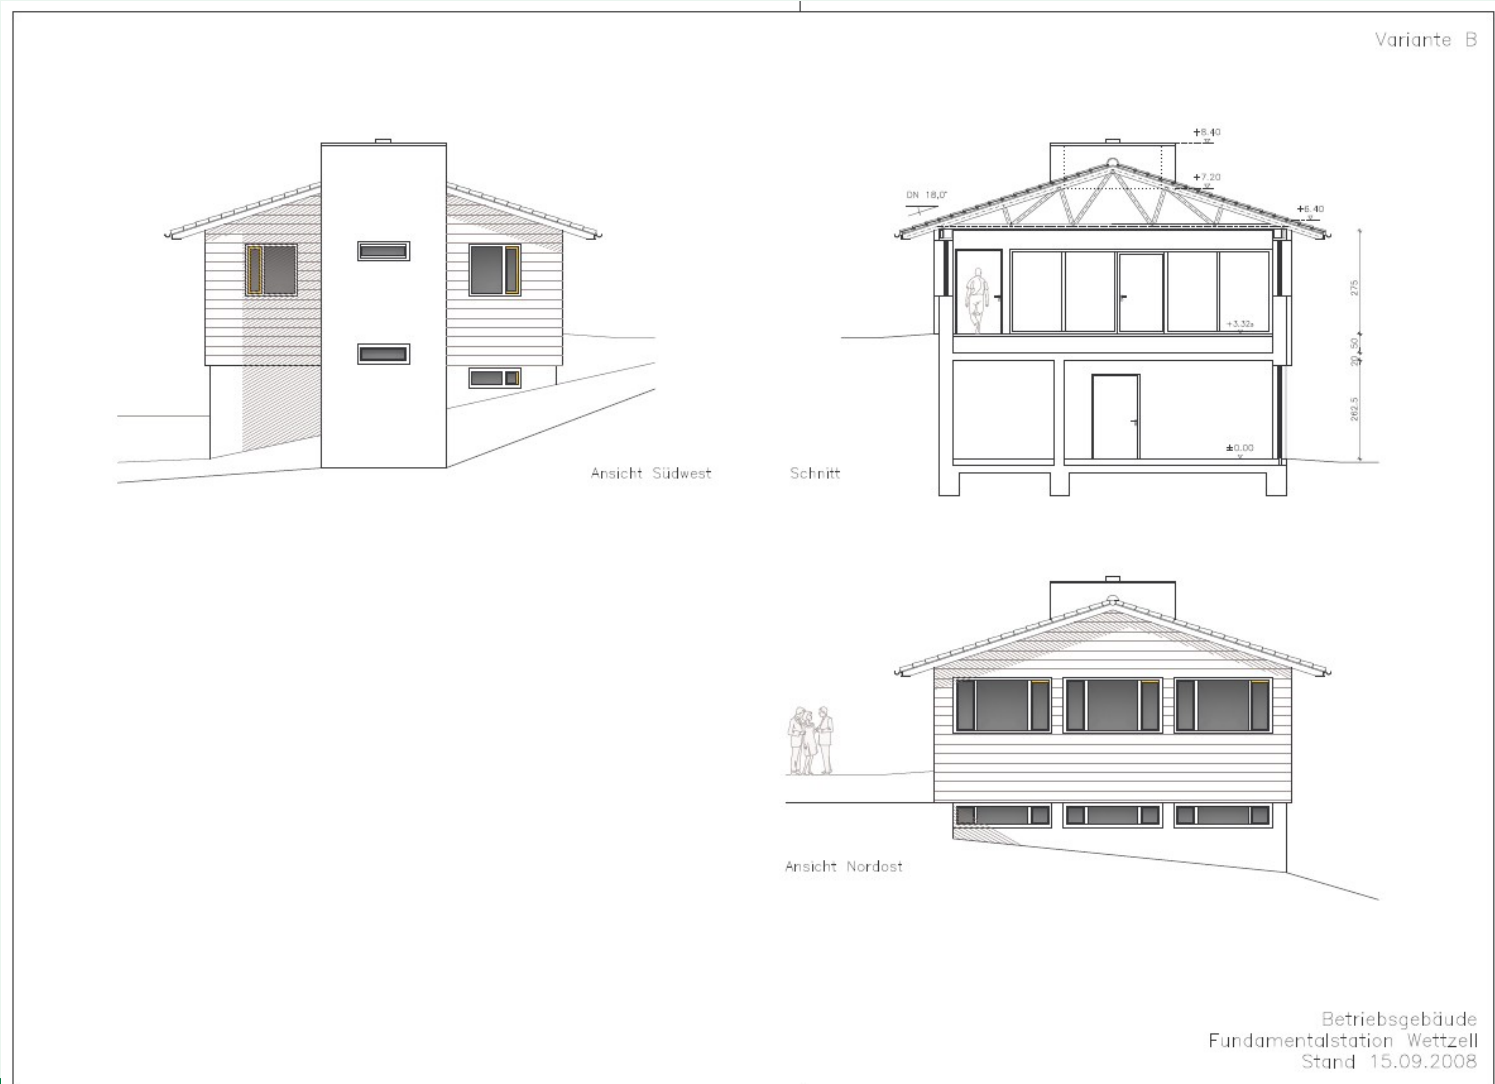 Variante B
+8.40
+7.20
DN 18,0°
+6.40
275
+3.32
50
20
262.5
±0.00
Ansicht Südwest
Schnitt
Ansicht Nordost
Betriebsgebäude
Fundamentalstation Wettzell
Stand 15.09.2008